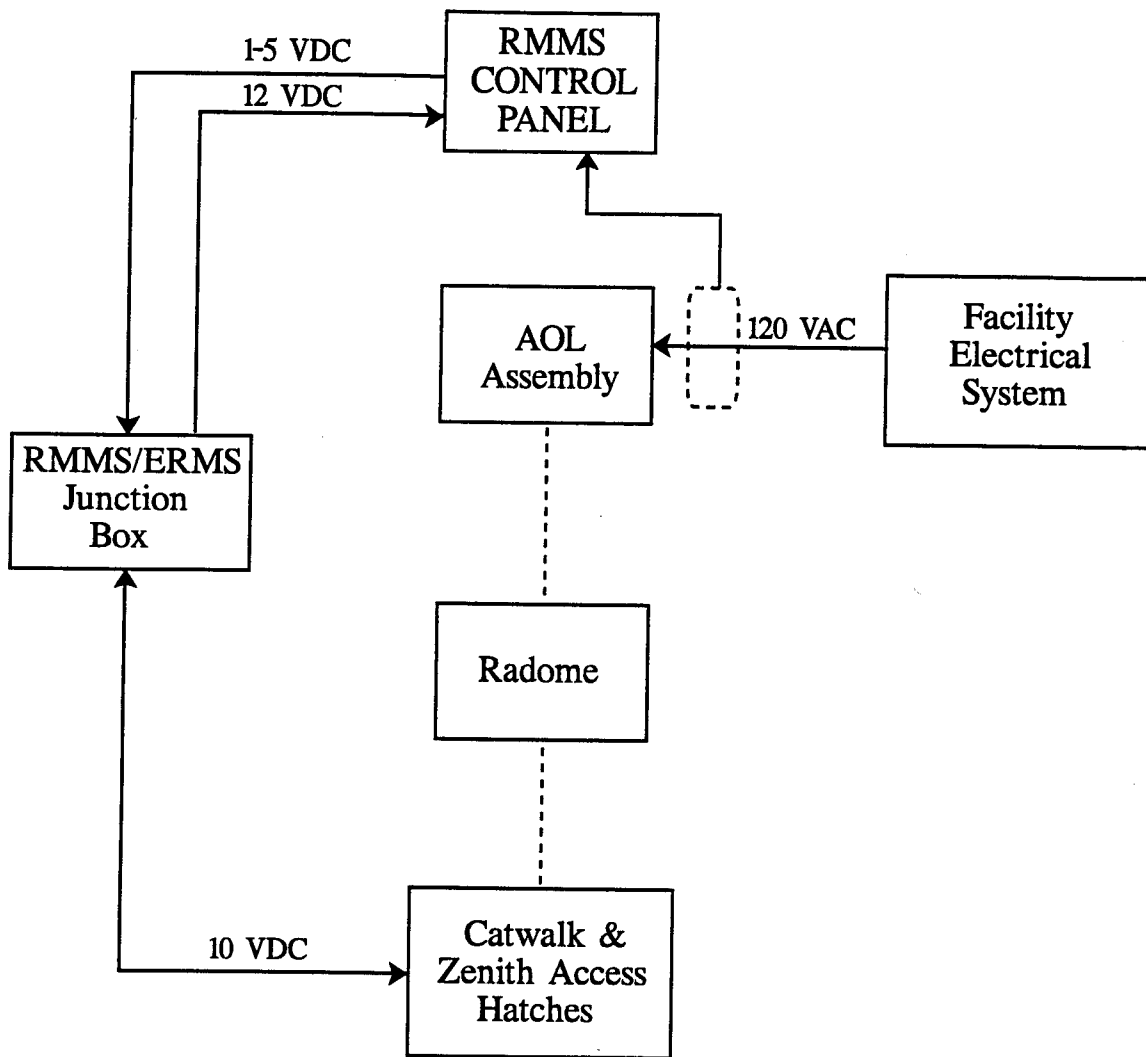 1-5 VDC
12 VDC
RMMS
CONTROL
PANEL
AOL
Assembly
120 VAC
Facility
Electrical
System
RMMS/ERMS
Junction
Box
Radome
10 VDC
Catwalk &
Zenith Access
Hatches